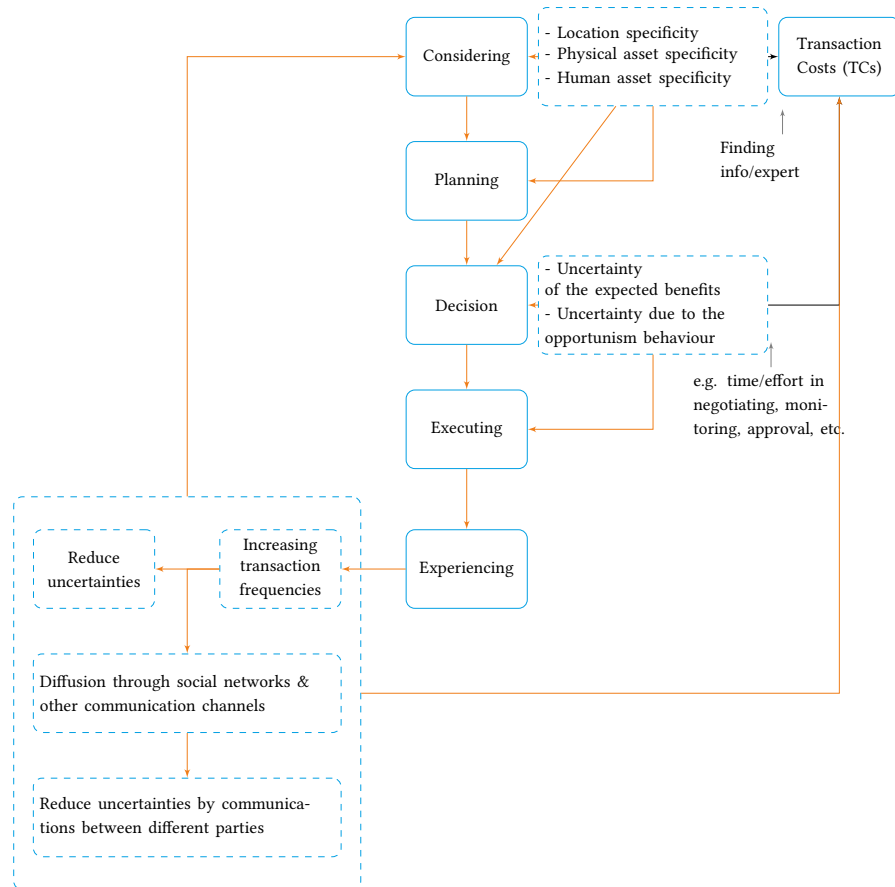 Considering
- Location specificity
- Physical asset specificity
- Human asset specificity
Transaction
Costs (TCs)
Finding
info/expert
Planning
Decision
- Uncertainty
of the expected benefits
- Uncertainty due to the
opportunism behaviour
e.g. time/effort in
negotiating, moni-
toring, approval, etc.
Executing
Experiencing
Increasing
transaction
frequencies
Reduce
uncertainties
Diffusion through social networks &
other communication channels
Reduce uncertainties by communica-
tions between different parties